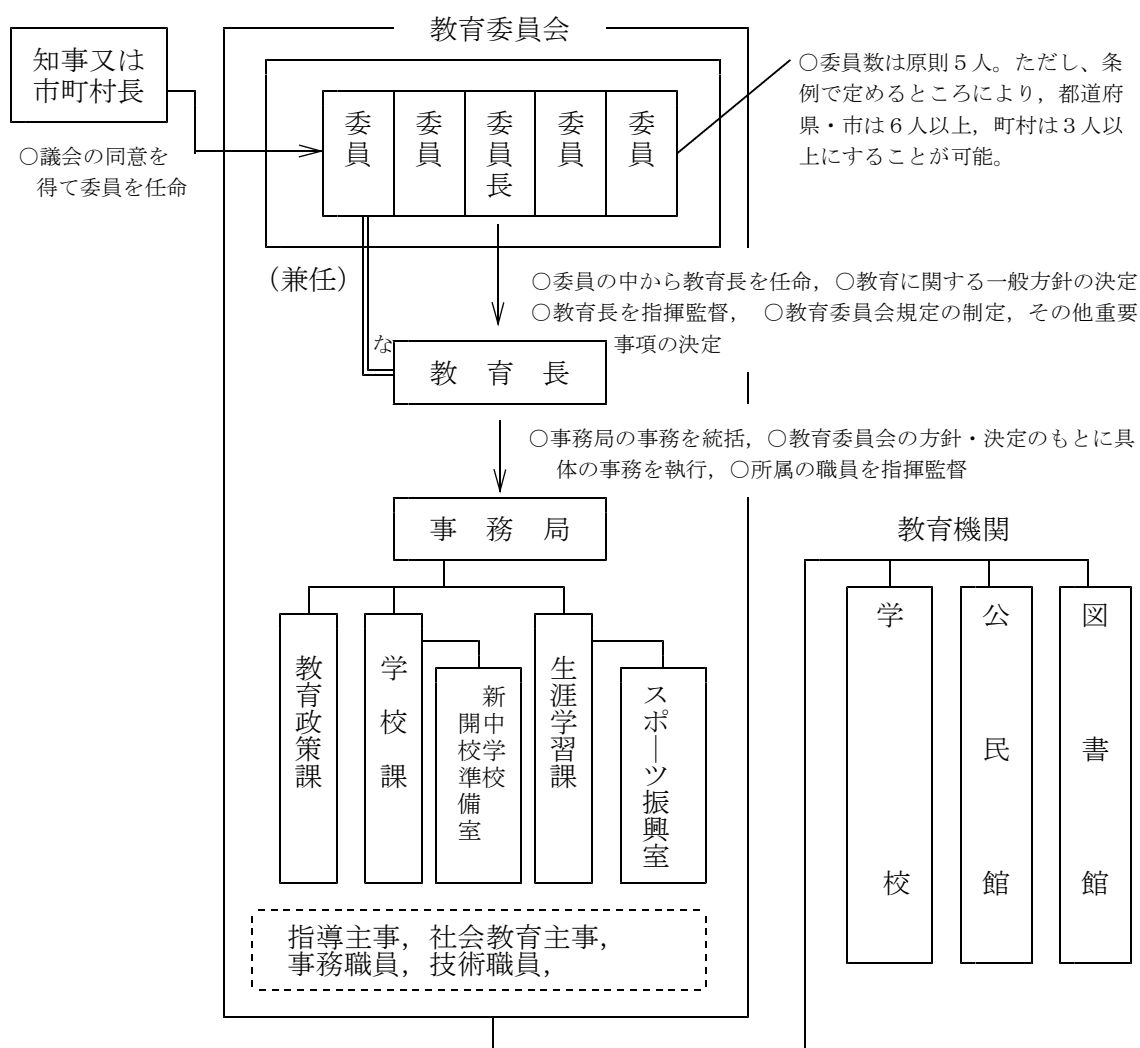 教育委員会
知事又は
市町村長
○議会の同意を
得て委員を任命
委員
委員
委員長
委員
委員
○委員数は原則5人。ただし、条
例で定めるところにより，都道府
県・市は6人以上，町村は3人以
上にすることが可能。
（兼任）
○委員の中から教育長を任命，○教育に関する一般方針の決定
○教育長を指揮監督，　○教育委員会規定の制定，その他重要
な
事項の決定
教　育　長
○事務局の事務を統括，○教育委員会の方針・決定のもとに具
体の事務を執行，○所属の職員を指揮監督
事　務　局
教育政策課
学校課
新中学校
開校準備室
生涯学習課
スポーツ振興室
指導主事，社会教育主事，
事務職員，技術職員，
教育機関
学校
公民館
図書館